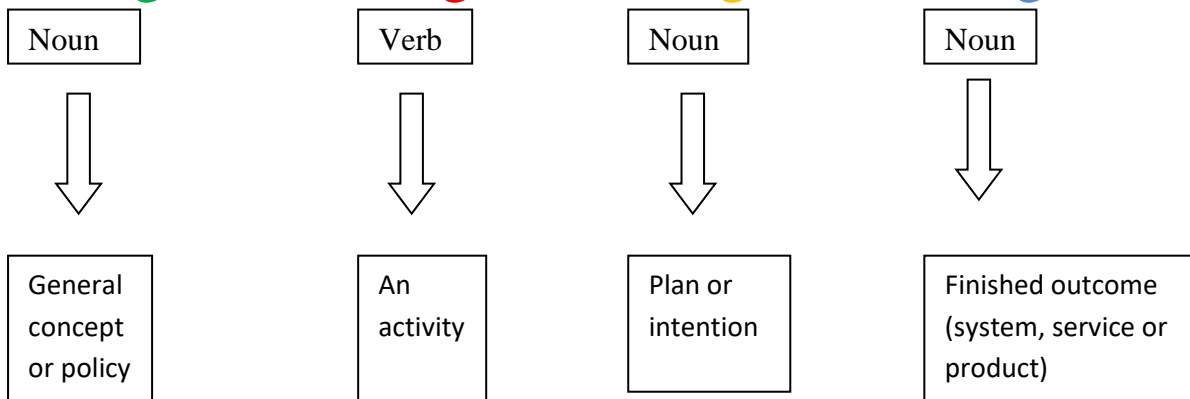 Noun
Verb
Noun
Noun
General
concept
or policy
An
activity
Plan or
intention
Finished outcome
(system, service or
product)